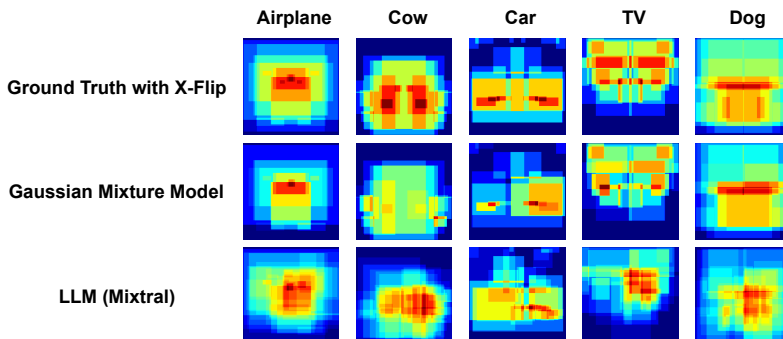 Airplane Cow Car TV Dog
Ground Truth with X-Flip
Gaussian Mixture Model
LLM (Mixtral)